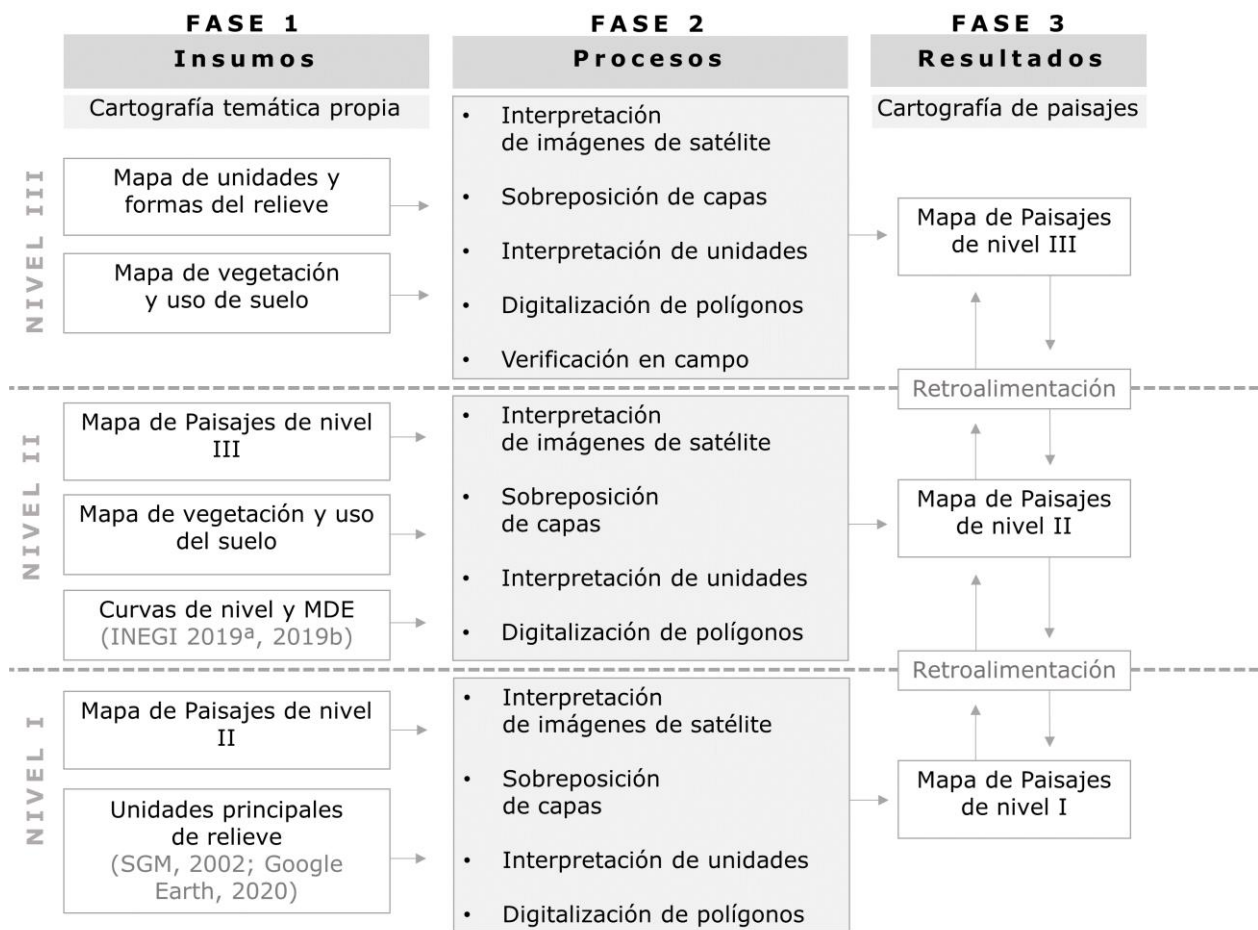 FASE 1
Insumos
Cartografía temática propia
FASE 2
Procesos
FASE 3
Resultados
Cartografía de paisajes
NIVEL III
Mapa de unidades y
formas del relieve
Mapa de vegetación
y uso de suelo
• Interpretación
de imágenes de satélite
• Sobreposición de capas
• Interpretación de unidades
• Digitalización de polígonos
• Verificación en campo
Mapa de Paisajes
de nivel III
Retroalimentación
NIVEL II
Mapa de Paisajes de nivel
III
Mapa de vegetación y uso
del suelo
Curvas de nivel y MDE
(INEGI 2019ª, 2019b)
• Interpretación
de imágenes de satélite
• Sobreposición
de capas
• Interpretación de unidades
• Digitalización de polígonos
Mapa de Paisajes
de nivel II
Retroalimentación
NIVEL I
Mapa de Paisajes de nivel
II
Unidades principales
de relieve
(SGM, 2002; Google
Earth, 2020)
• Interpretación
de imágenes de satélite
• Sobreposición
de capas
• Interpretación de unidades
• Digitalización de polígonos
Mapa de Paisajes
de nivel I